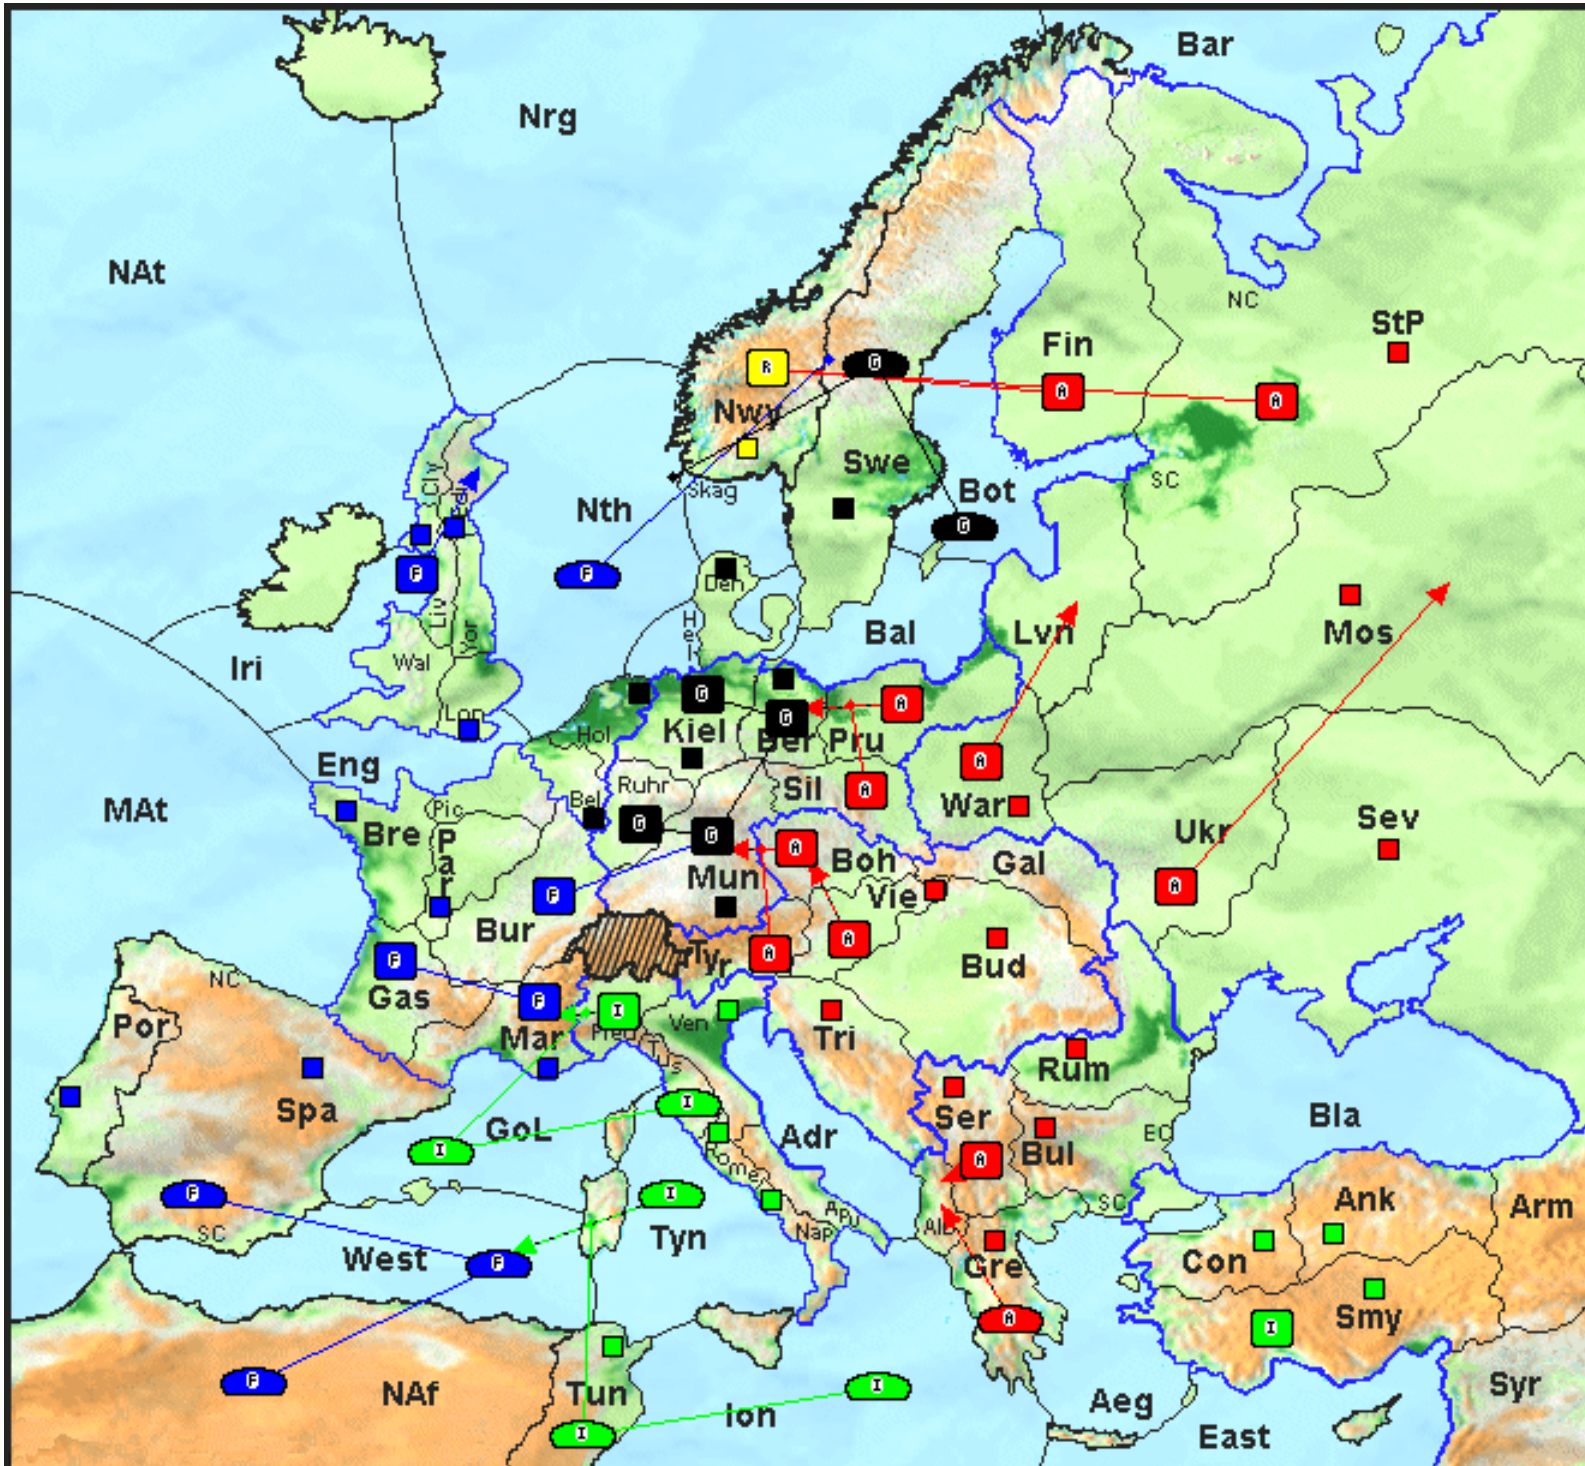 Bar
Nrg
NAt
NC
StP
Fin
R
G
A
A
Nwy
Swe
SC
Cly
Skag
Bot
Nth
G
F
F
Den
Hel
Liv
Yor
Bal
Lvn
Mos
Iri
Wal
G
G
A
Lon
Hol
Kiel
Ber
Pru
Eng
A
Ruhr
Sil
A
War
MAt
Pic
Bel
Bre
Par
G
G
A
Boh
Gal
Ukr
Sev
Mun
Vie
A
F
Bur
A
A
Tyr
Bud
F
NC
Gas
F
I
Por
Mar
Pied
Ven
Tus
Tri
Rum
Spa
I
Ser
Bla
GoL
Adr
Bul
EC
I
Rome
A
F
I
Ank
SC
Apu
SC
Arm
West
Tyn
Nap
Alb
Con
F
Gre
Smy
A
I
F
NAf
Tun
I
Ion
Aeg
Syr
I
East